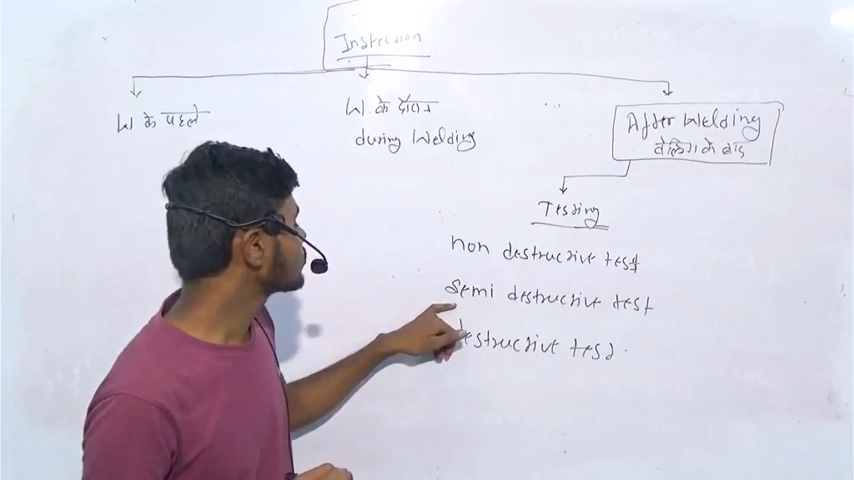 Inspection
W के पहले
W. के दौरान
during Welding
After Welding
वेल्डिंग के बाद
Testing
non destructive test
semi destructive test
destructive test